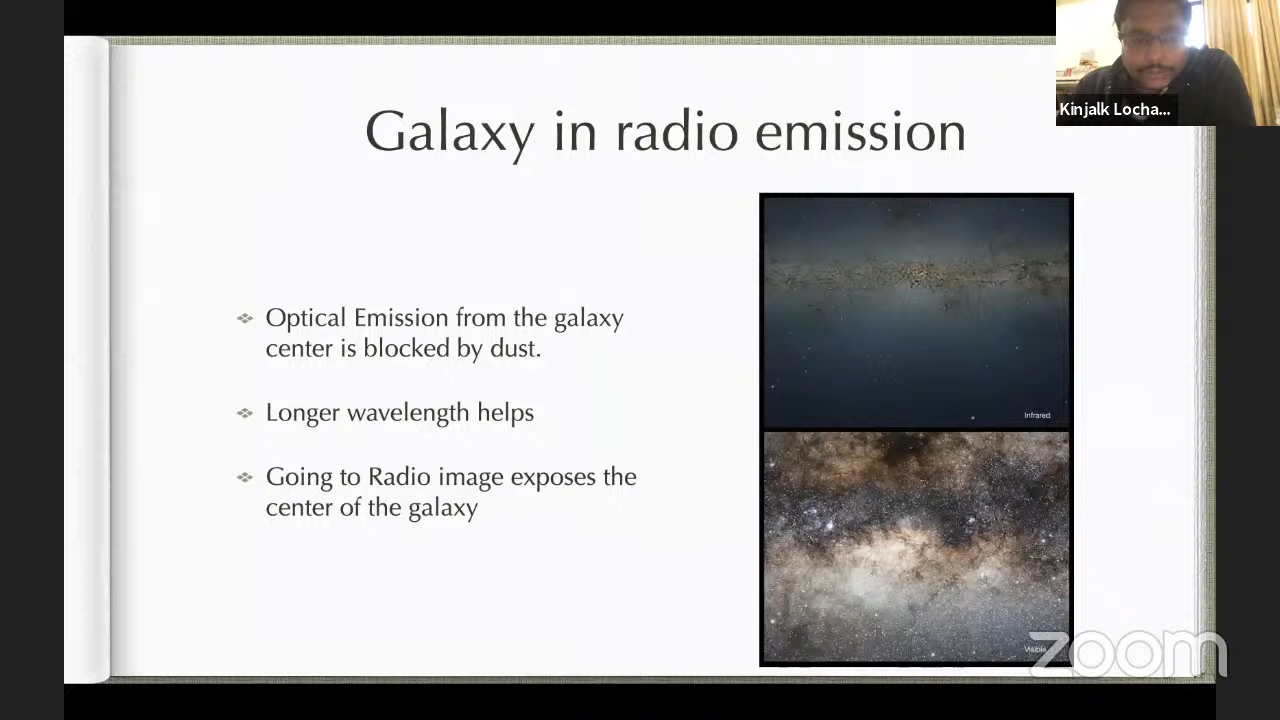 Kinjalk Locha...
Galaxy in radio emission
Optical Emission from the galaxy
center is blocked by dust.
Longer wavelength helps
Going to Radio image exposes the
center of the galaxy
Infrared
Visible
zoom